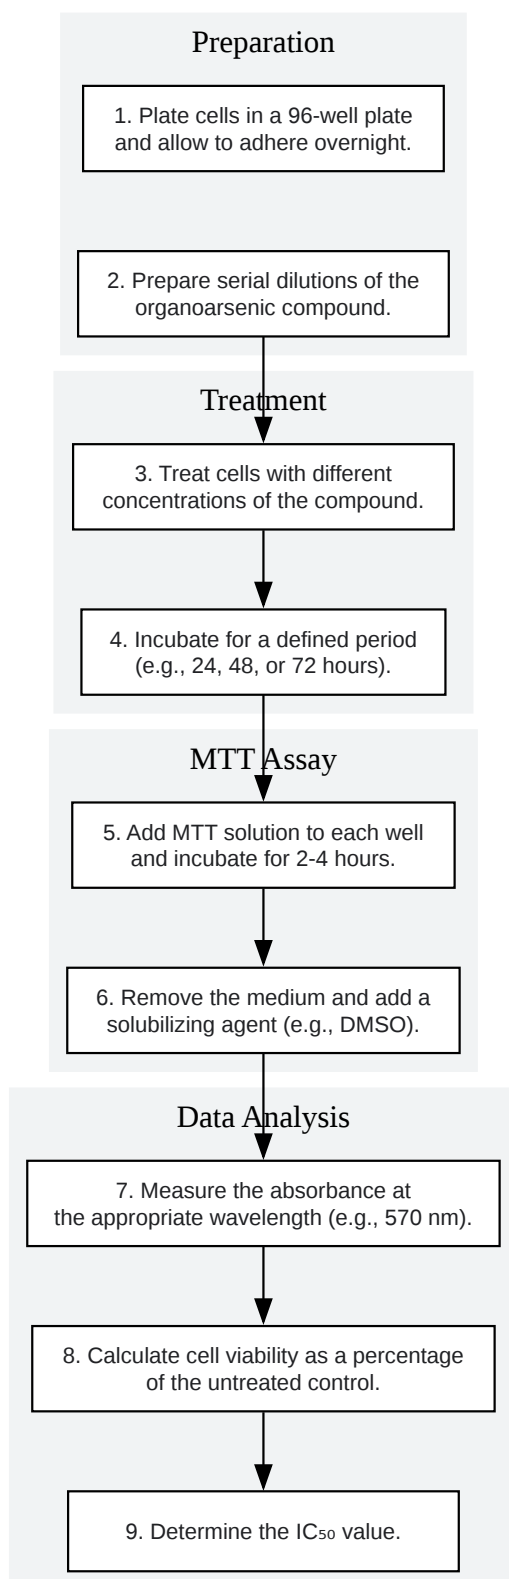 Preparation
1. Plate cells in a 96-well plate
and allow to adhere overnight.
2. Prepare serial dilutions of the
organoarsenic compound.
Treatment
3. Treat cells with different
concentrations of the compound.
4. Incubate for a defined period
(e.g., 24, 48, or 72 hours).
MTT Assay
5. Add MTT solution to each well
and incubate for 2-4 hours.
6. Remove the medium and add a
solubilizing agent (e.g., DMSO).
Data Analysis
7. Measure the absorbance at
the appropriate wavelength (e.g., 570 nm).
8. Calculate cell viability as a percentage
of the untreated control.
9. Determine the IC₅₀ value.